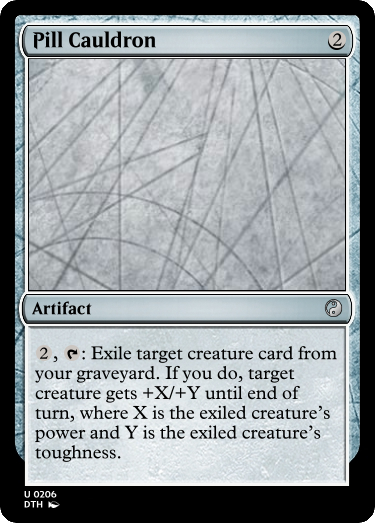 Pill Cauldron 2
Artifact
2 , : Exile target creature card from
your graveyard. If you do, target
creature gets +X/+Y until end of
turn, where X is the exiled creature's
power and Y is the exiled creature's
toughness.
U 0206
DTH